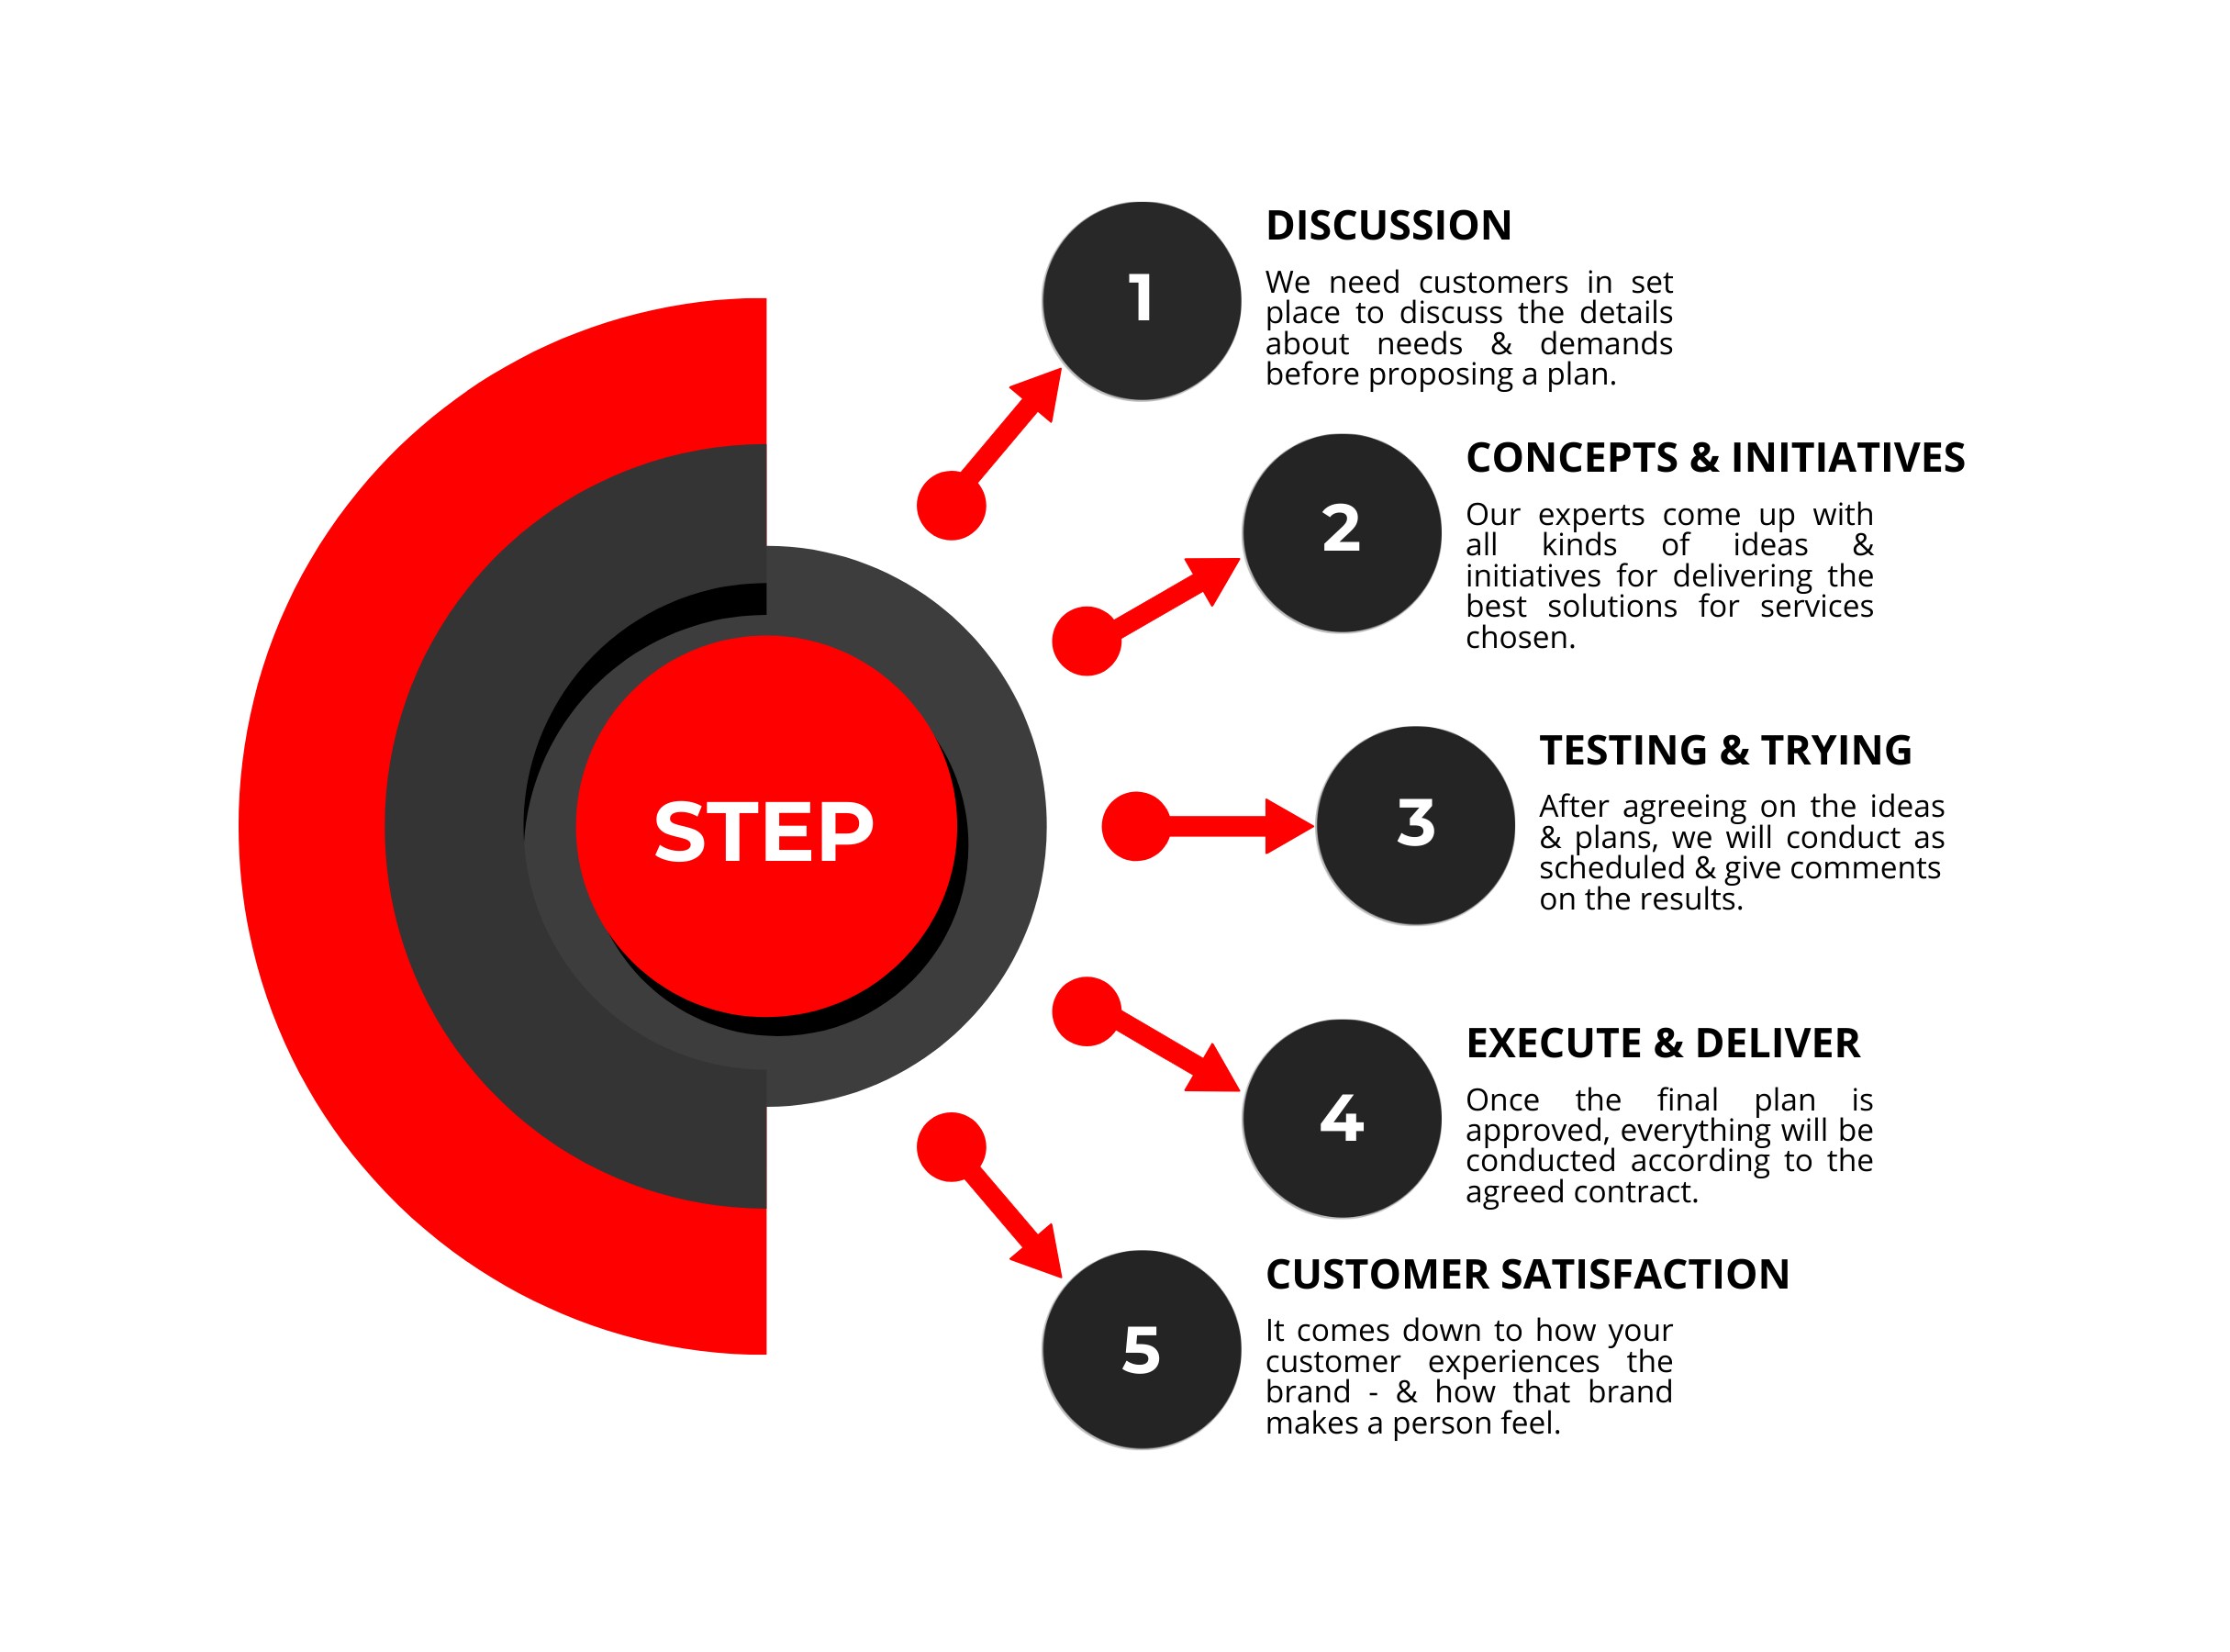 STEP
1
DISCUSSION
We need customers in set
place to discuss the details
about needs & demands
before proposing a plan.
2
CONCEPTS & INITIATIVES
Our experts come up with
all kinds of ideas &
initiatives for delivering the
best solutions for services
chosen.
3
TESTING & TRYING
After agreeing on the ideas
& plans, we will conduct as
scheduled & give comments
on the results.
4
EXECUTE & DELIVER
Once the final plan is
approved, everything will be
conducted according to the
agreed contract.
5
CUSTOMER SATISFACTION
It comes down to how your
customer experiences the
brand - & how that brand
makes a person feel.